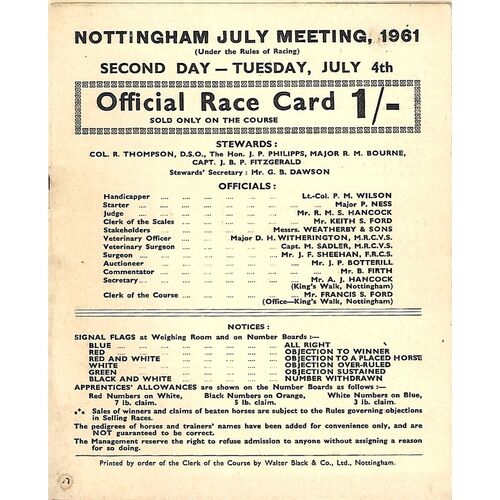 NOTTINGHAM JULY MEETING, 1961
(Under the Rules of Racing)
SECOND DAY — TUESDAY, JULY 4th
Official Race Card 1/-
SOLD ONLY ON THE COURSE
STEWARDS :
COL. R. THOMPSON, D.S.O., The Hon. J. P. PHILIPPS, MAJOR R. M. BOURNE,
CAPT. J. B. P. FITZGERALD
Stewards' Secretary : Mr. G. B. DAWSON
OFFICIALS :
Handicapper ... ... ... ... Lt.-Col. P. M. WILSON
Starter ... ... ... ... Major P. NESS
Judge ... ... ... ... Mr. R. M. S. HANCOCK
Clerk of the Scales ... ... ... ... Mr. KEITH S. FORD
Stakeholders ... ... ... Messrs. WEATHERBY & SONS
Veterinary Officer ... Major D. H. WITHERINGTON, M.R.C.V.S.
Veterinary Surgeon ... ... ... Capt. M. SADLER, M.R.C.V.S.
Surgeon ... ... ... ... Mr. J. F. SHEEHAN, F.R.C.S.
Auctioneer ... ... ... ... Mr. J. P. BOTTERILL
Commentator ... ... ... ... Mr. B. FIRTH
Secretary ... ... ... ... Mr. A. J. HANCOCK
(King's Walk, Nottingham)
Clerk of the Course ... ... ... Mr. FRANCIS S. FORD
(Office—King's Walk, Nottingham)
NOTICES :
SIGNAL FLAGS at Weighing Room and on Number Boards :—
BLUE ... ... ... ... ALL RIGHT
RED ... ... ... ... OBJECTION TO WINNER
RED AND WHITE ... ... ... OBJECTION TO A PLACED HORSE
WHITE ... ... ... ... OBJECTION OVER-RULED
GREEN ... ... ... ... OBJECTION SUSTAINED
BLACK AND WHITE ... ... ... NUMBER WITHDRAWN
APPRENTICES' ALLOWANCES are shown on the Number Boards as follows :—
Red Numbers on White, Black Numbers on Orange, White Numbers on Blue,
7 lb. claim. 5 lb. claim. 3 lb. claim.
*** Sales of winners and claims of beaten horses are subject to the Rules governing objections
in Selling Races.
The pedigrees of horses and trainers' names have been added for convenience only, and are
NOT guaranteed to be correct.
The Management reserve the right to refuse admission to anyone without assigning a reason
for so doing.
Printed by order of the Clerk of the Course by Walter Black & Co., Ltd., Nottingham.